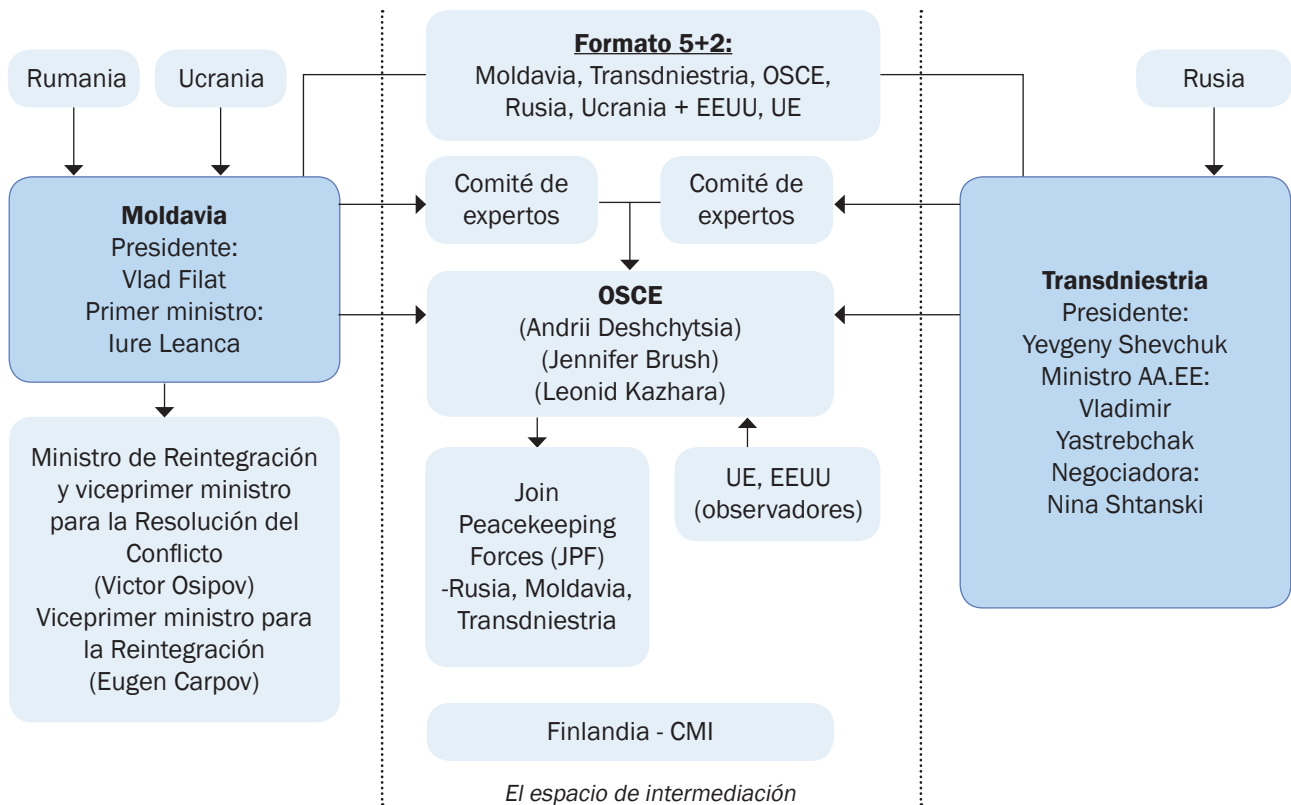 Rumania
Ucrania
Formato 5+2:
Moldavia, Transdniestria, OSCE,
Rusia, Ucrania + EEUU, UE
Rusia
Moldavia
Presidente:
Vlad Filat
Primer ministro:
Iure Leanca
Comité de
expertos
Comité de
expertos
OSCE
(Andrii Deshchytsia)
(Jennifer Brush)
(Leonid Kazhara)
Transdniestria
Presidente:
Yevgeny Shevchuk
Ministro AA.EE:
Vladimir
Yastrebchak
Negociadora:
Nina Shtanski
Ministro de Reintegración
y viceprimer ministro
para la Resolución del
Conflicto
(Victor Osipov)
Viceprimer ministro para
la Reintegración
(Eugen Carpov)
Join
Peacekeeping
Forces (JPF)
-Rusia, Moldavia,
Transdniestria
UE, EEUU
(observadores)
Finlandia - CMI
El espacio de intermediación